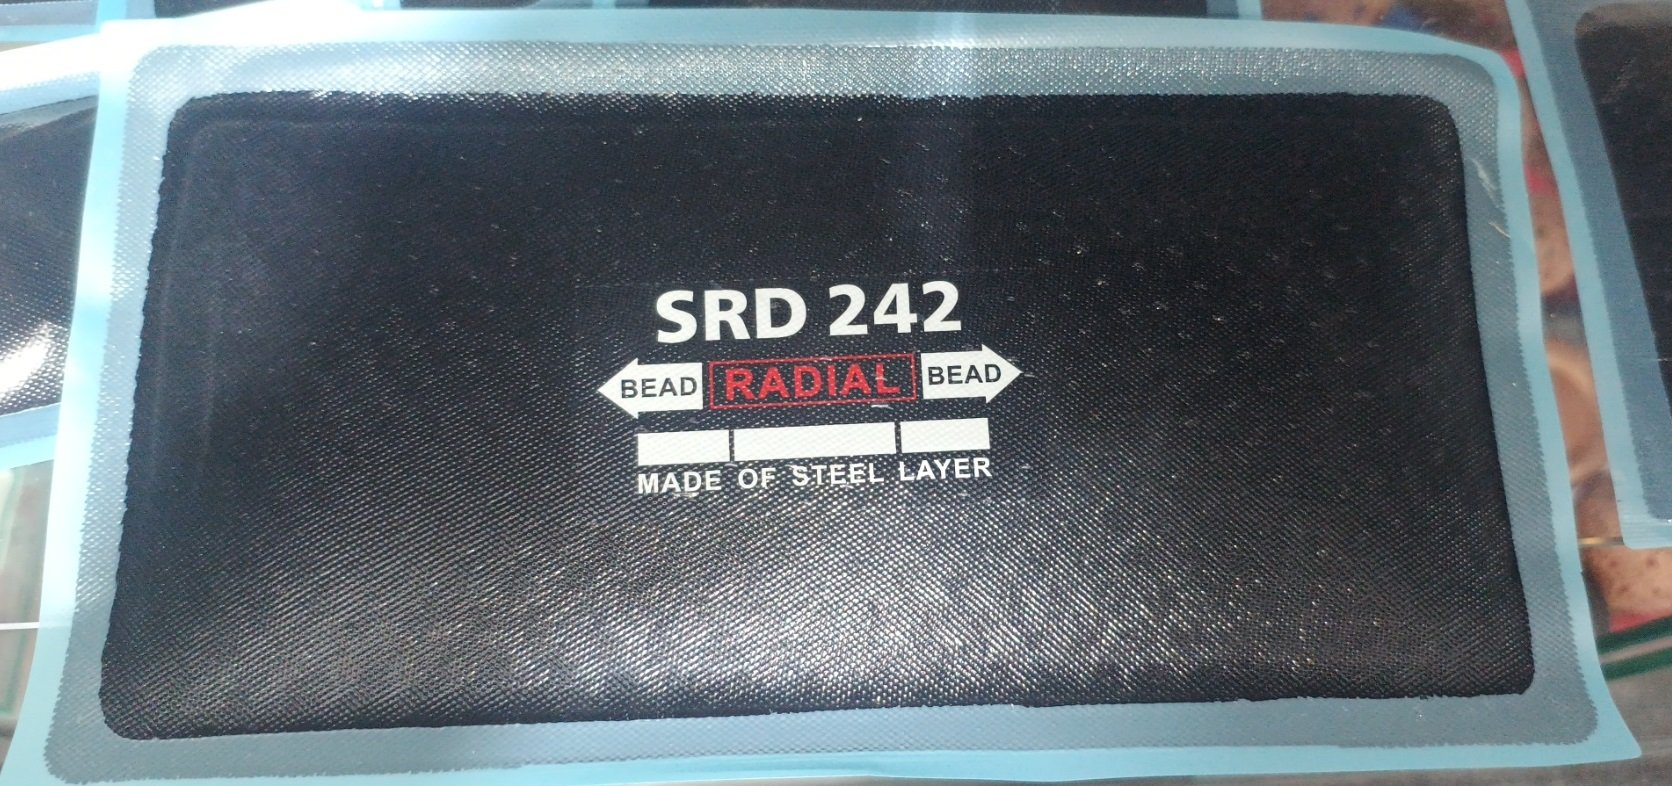 SRD 242
BEAD RADIAL BEAD
MADE OF STEEL LAYER